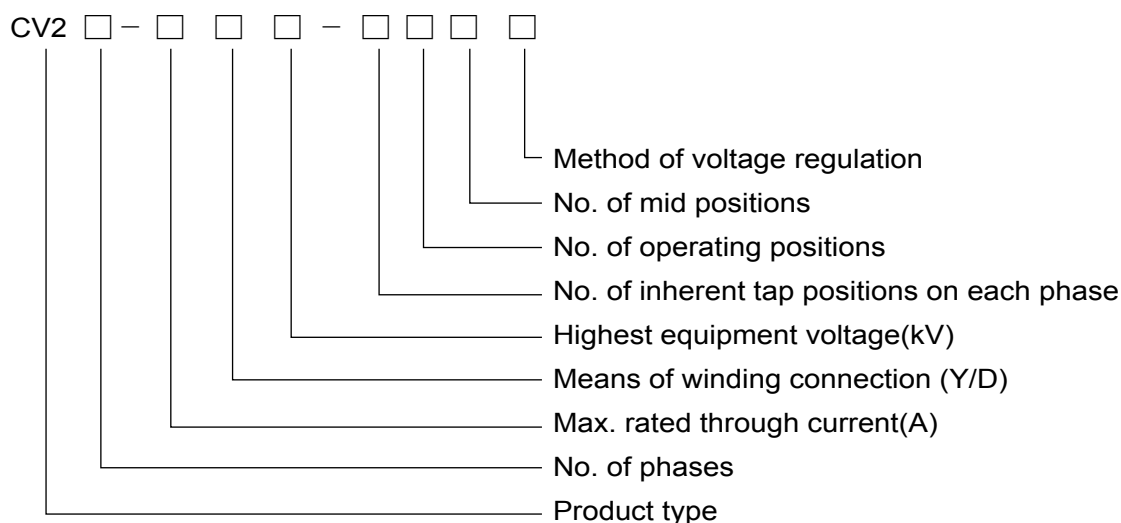 CV2 □ – □ □ □ – □ □ □ □
Method of voltage regulation
No. of mid positions
No. of operating positions
No. of inherent tap positions on each phase
Highest equipment voltage(kV)
Means of winding connection (Y/D)
Max. rated through current(A)
No. of phases
Product type